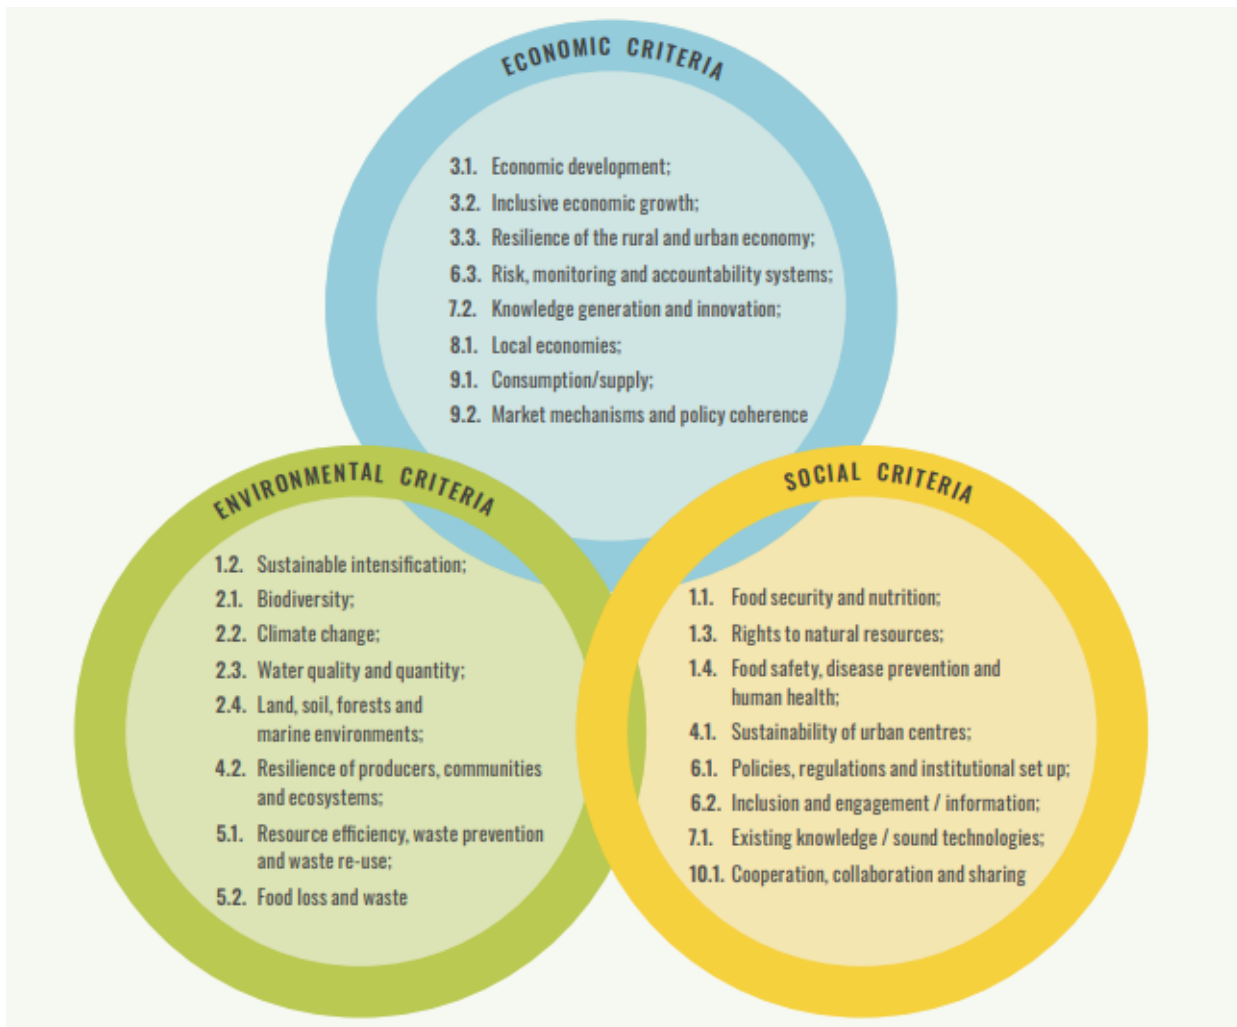 ECONOMIC CRITERIA
3.1. Economic development;
3.2. Inclusive economic growth;
3.3. Resilience of the rural and urban economy;
6.3. Risk, monitoring and accountability systems;
7.2. Knowledge generation and innovation;
8.1. Local economies;
9.1. Consumption/supply;
9.2. Market mechanisms and policy coherence
ENVIRONMENTAL CRITERIA
1.2. Sustainable intensification;
2.1. Biodiversity;
2.2. Climate change;
2.3. Water quality and quantity;
2.4. Land, soil, forests and
marine environments;
4.2. Resilience of producers, communities
and ecosystems;
5.1. Resource efficiency, waste prevention
and waste re-use;
5.2. Food loss and waste
SOCIAL CRITERIA
1.1. Food security and nutrition;
1.3. Rights to natural resources;
1.4. Food safety, disease prevention and
human health;
4.1. Sustainability of urban centres;
6.1. Policies, regulations and institutional set up;
6.2. Inclusion and engagement / information;
7.1. Existing knowledge / sound technologies;
10.1. Cooperation, collaboration and sharing